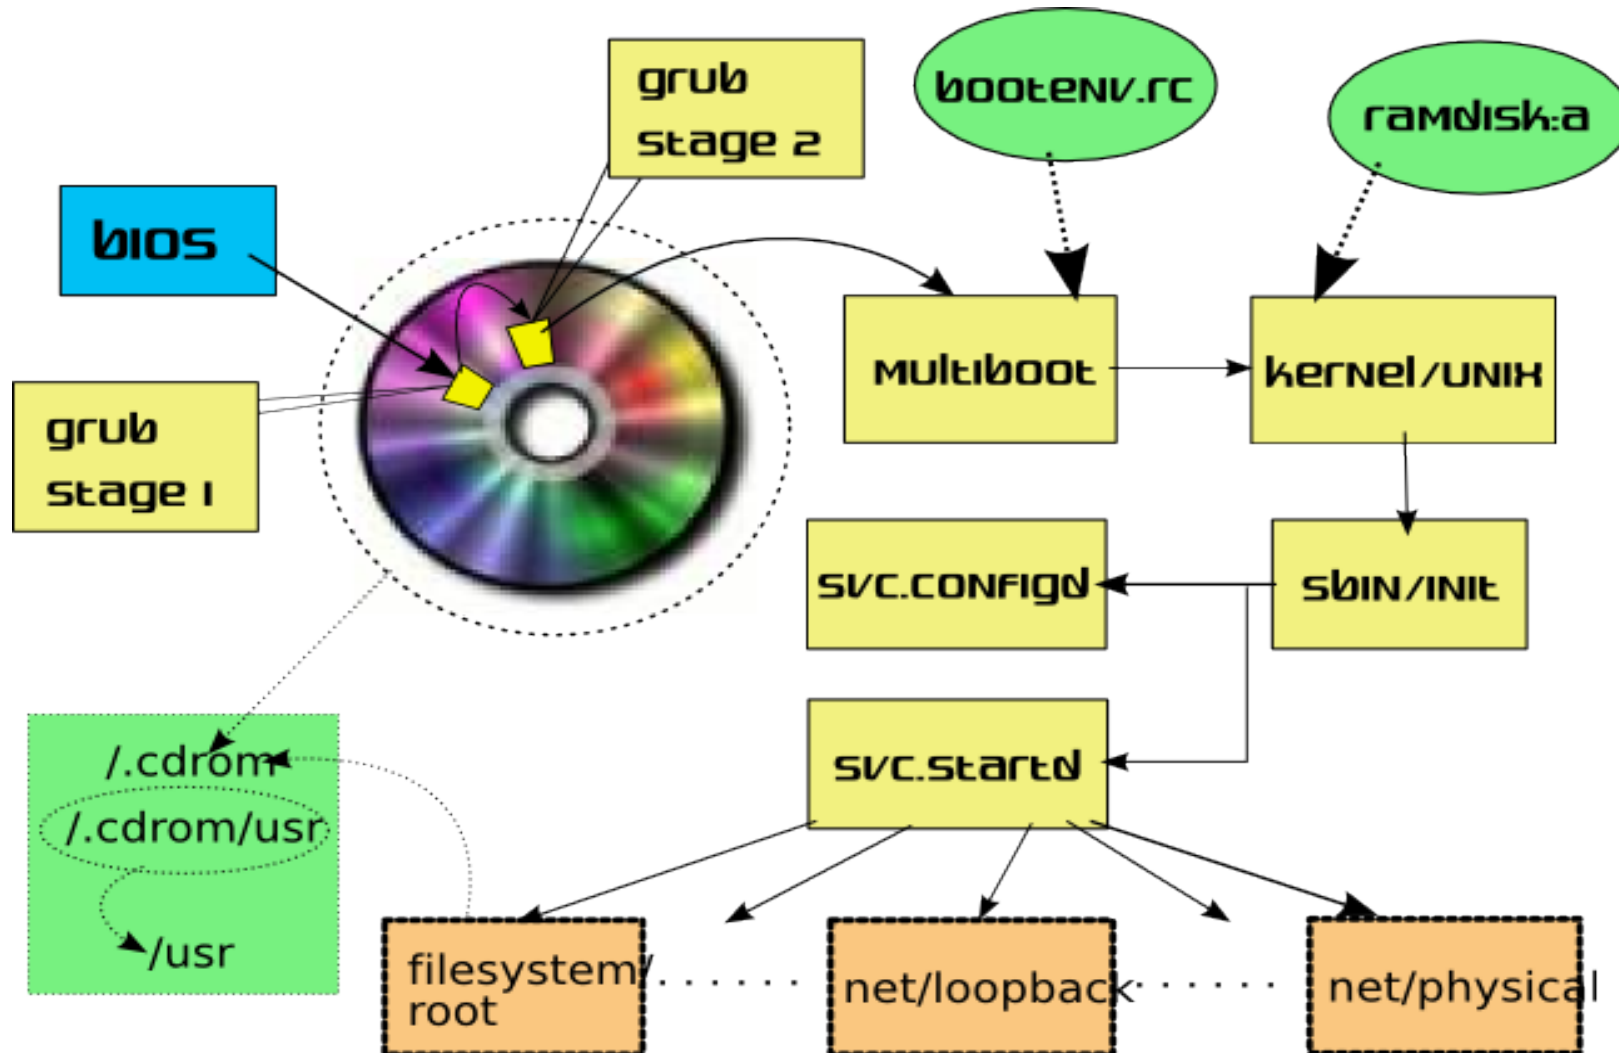 grub
stage 2
bootenv.rc
ramdisk:a
bios
Multiboot
kernel/unix
grub
stage 1
svc.configd
sbin/init
/.cdrom
svc.startd
/.cdrom/usr
/usr
filesystem/
root
net/loopback
net/physical